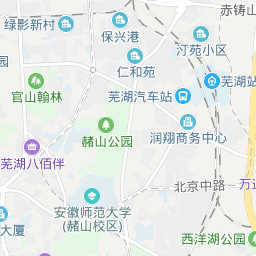 赤铸山
绿影新村
保兴港
汀苑小区
花园
仁和苑
芜湖站
官山翰林
芜湖汽车站
赭山公园
润翔商务中心
芜湖八佰伴
北京中路
万达
安徽师范大学
(赭山校区)
大厦
西洋湖公园